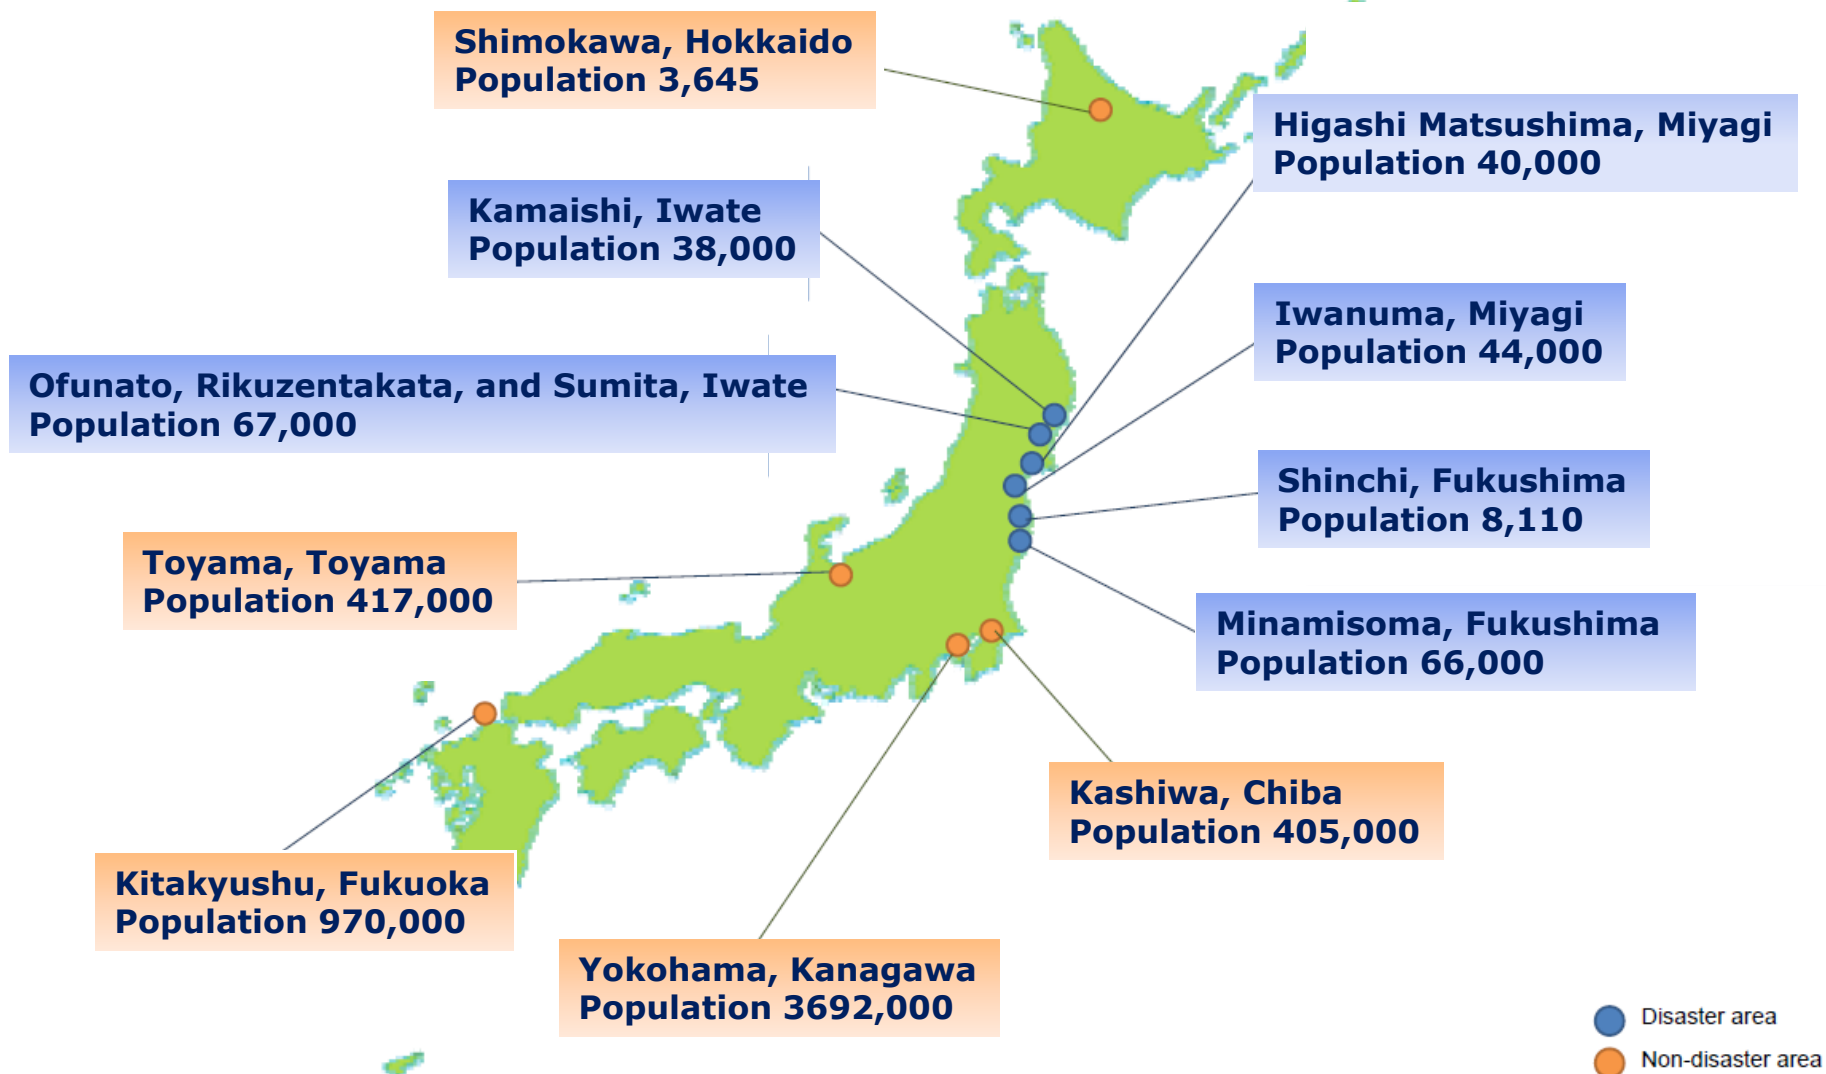 Shimokawa, Hokkaido
Population 3,645
Higashi Matsushima, Miyagi
Population 40,000
Kamaishi, Iwate
Population 38,000
Iwanuma, Miyagi
Population 44,000
Ofunato, Rikuzentakata, and Sumita, Iwate
Population 67,000
Shinchi, Fukushima
Population 8,110
Toyama, Toyama
Population 417,000
Minamisoma, Fukushima
Population 66,000
Kashiwa, Chiba
Population 405,000
Kitakyushu, Fukuoka
Population 970,000
Yokohama, Kanagawa
Population 3692,000
Disaster area
Non-disaster area